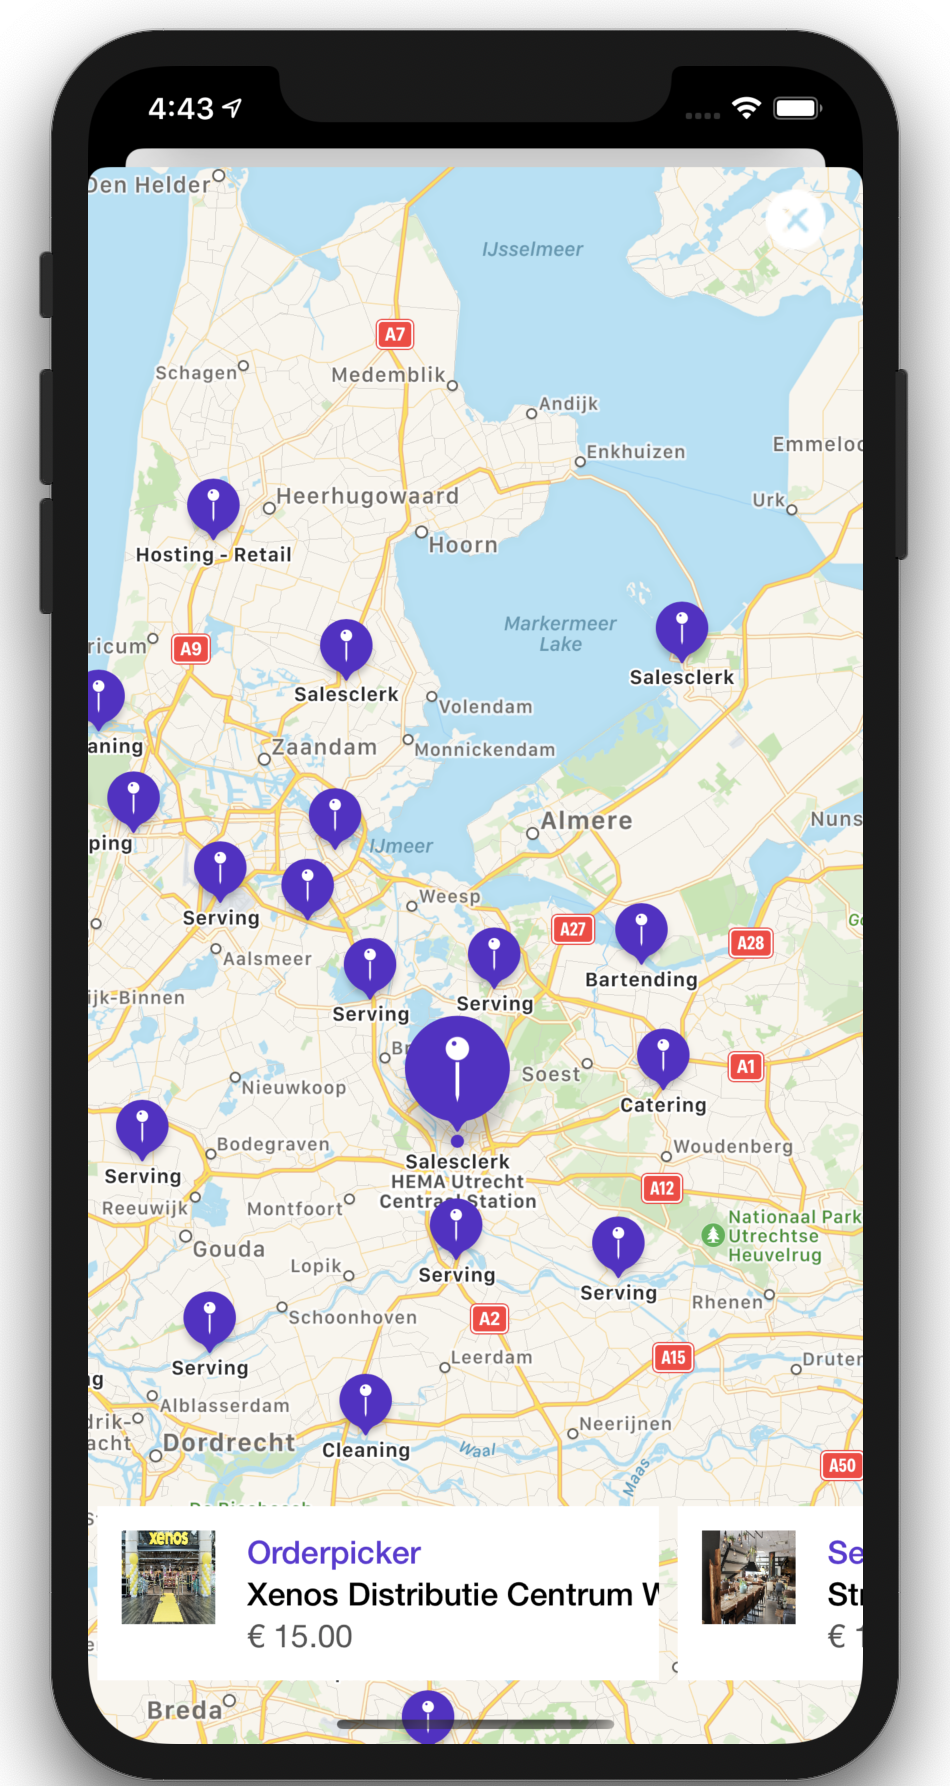 4:43
Den Helder
IJsselmeer
A7
Schagen
Medemblik
Andijk
Enkhuizen
Emmeloo
Urk
Heerhugowaard
Hoorn
Hosting - Retail
Markermeer
Lake
ricum
A9
Salesclerk
Salesclerk
Volendam
aning
Zaandam
Monnickendam
Almere
Nuns
ping
IJmeer
Weesp
Serving
A27
A28
Aalsmeer
Bartending
ijk-Binnen
Serving
Serving
Br
Soest
A1
Nieuwkoop
Catering
Bodegraven
Woudenberg
Salesclerk
HEMA Utrecht
Centraal Station
Serving
Reeuwijk
Montfoort
A12
Nationaal Park
Utrechtse
Heuvelrug
Gouda
Lopik
Serving
Serving
Rhenen
Schoonhoven
A2
Serving
Leerdam
A15
Druten
ng
Alblasserdam
drik-
acht
Dordrecht
Neerijnen
Cleaning
Waal
Maas
A50
xenos
Orderpicker
Xenos Distributie Centrum W
€ 15.00
Se
Str
€ 1
Breda